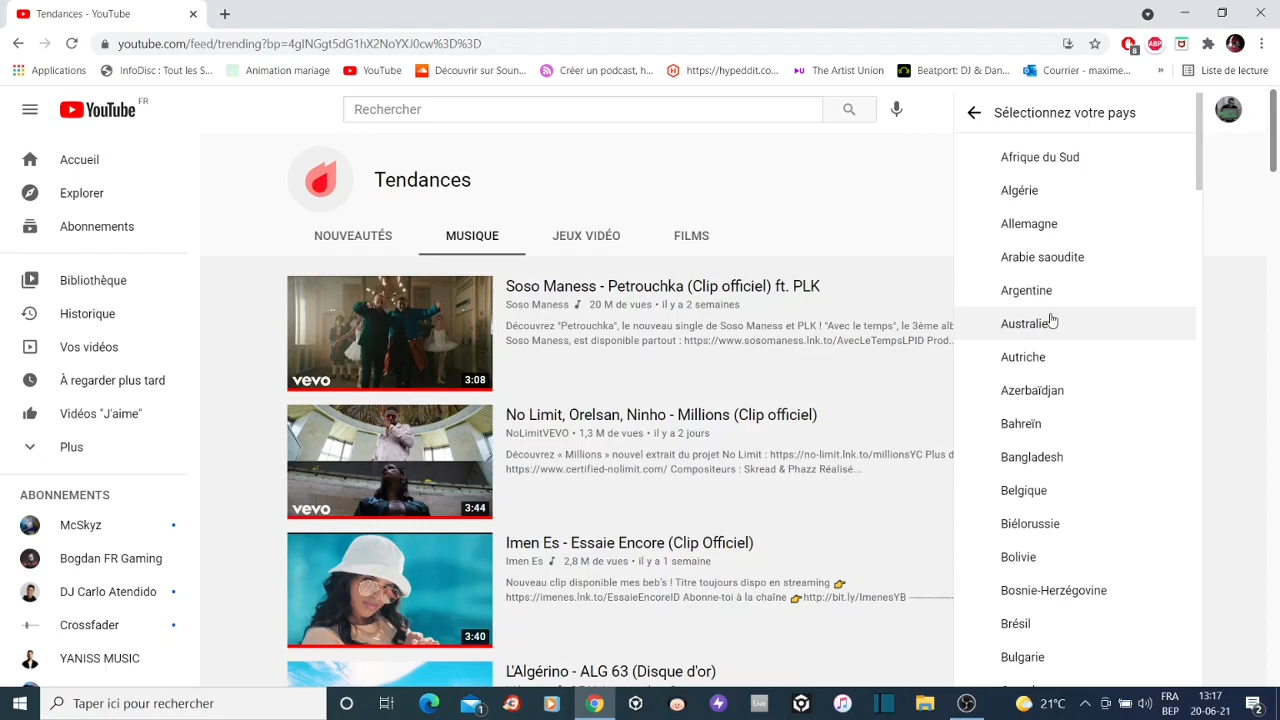 Tendances - YouTube
youtube.com/feed/trending?bp=4gINGgt5dG1hX2NoYXJ0cw%3D%3D
8
ABP
Applications
InfoDisc : Tout les S...
Animation mariage
YouTube
Découvrir sur Soun...
Créer un podcast, h...
https://hypeddit.co...
The Artist Union
Beatport: DJ & Dan...
Courrier - maxime...
»
Liste de lecture
YouTube FR
Rechercher
Sélectionnez votre pays
Accueil
Explorer
Abonnements
Bibliothèque
Historique
Vos vidéos
À regarder plus tard
Vidéos "J'aime"
Plus
ABONNEMENTS
McSkyz
Bogdan FR Gaming
DJ Carlo Atendido
Crossfader
YANISS MUSIC
Tendances
NOUVEAUTÉS MUSIQUE JEUX VIDÉO FILMS
Soso Maness - Petrouchka (Clip officiel) ft. PLK
Soso Maness 20 M de vues • il y a 2 semaines
Découvrez "Petrouchka", le nouveau single de Soso Maness et PLK ! "Avec le temps", le 3ème alb
Soso Maness, est disponible partout : https://www.sosomaness.lnk.to/AvecLeTempsLPID Prod...
vevo 3:08
No Limit, Orelsan, Ninho - Millions (Clip officiel)
NoLimitVEVO • 1,3 M de vues • il y a 2 jours
Découvrez « Millions » nouvel extrait du projet No Limit : https://no-limit.lnk.to/millionsYC Plus d
https://www.certified-nolimit.com/ Compositeurs : Skread & Phazz Réalisé...
vevo 3:44
Imen Es - Essaie Encore (Clip Officiel)
Imen Es 2,8 M de vues • il y a 1 semaine
Nouveau clip disponible mes beb's ! Titre toujours dispo en streaming 👉
https://imenes.lnk.to/EssaieEncoreID Abonne-toi à la chaîne 👉http://bit.ly/ImenesYB -----------
3:40
L'Algérino - ALG 63 (Disque d'or)
Afrique du Sud
Algérie
Allemagne
Arabie saoudite
Argentine
Australie
Autriche
Azerbaïdjan
Bahreïn
Bangladesh
Belgique
Biélorussie
Bolivie
Bosnie-Herzégovine
Brésil
Bulgarie
Taper ici pour rechercher
1
Live
21°C
FRA
BEP
13:17
20-06-21
2